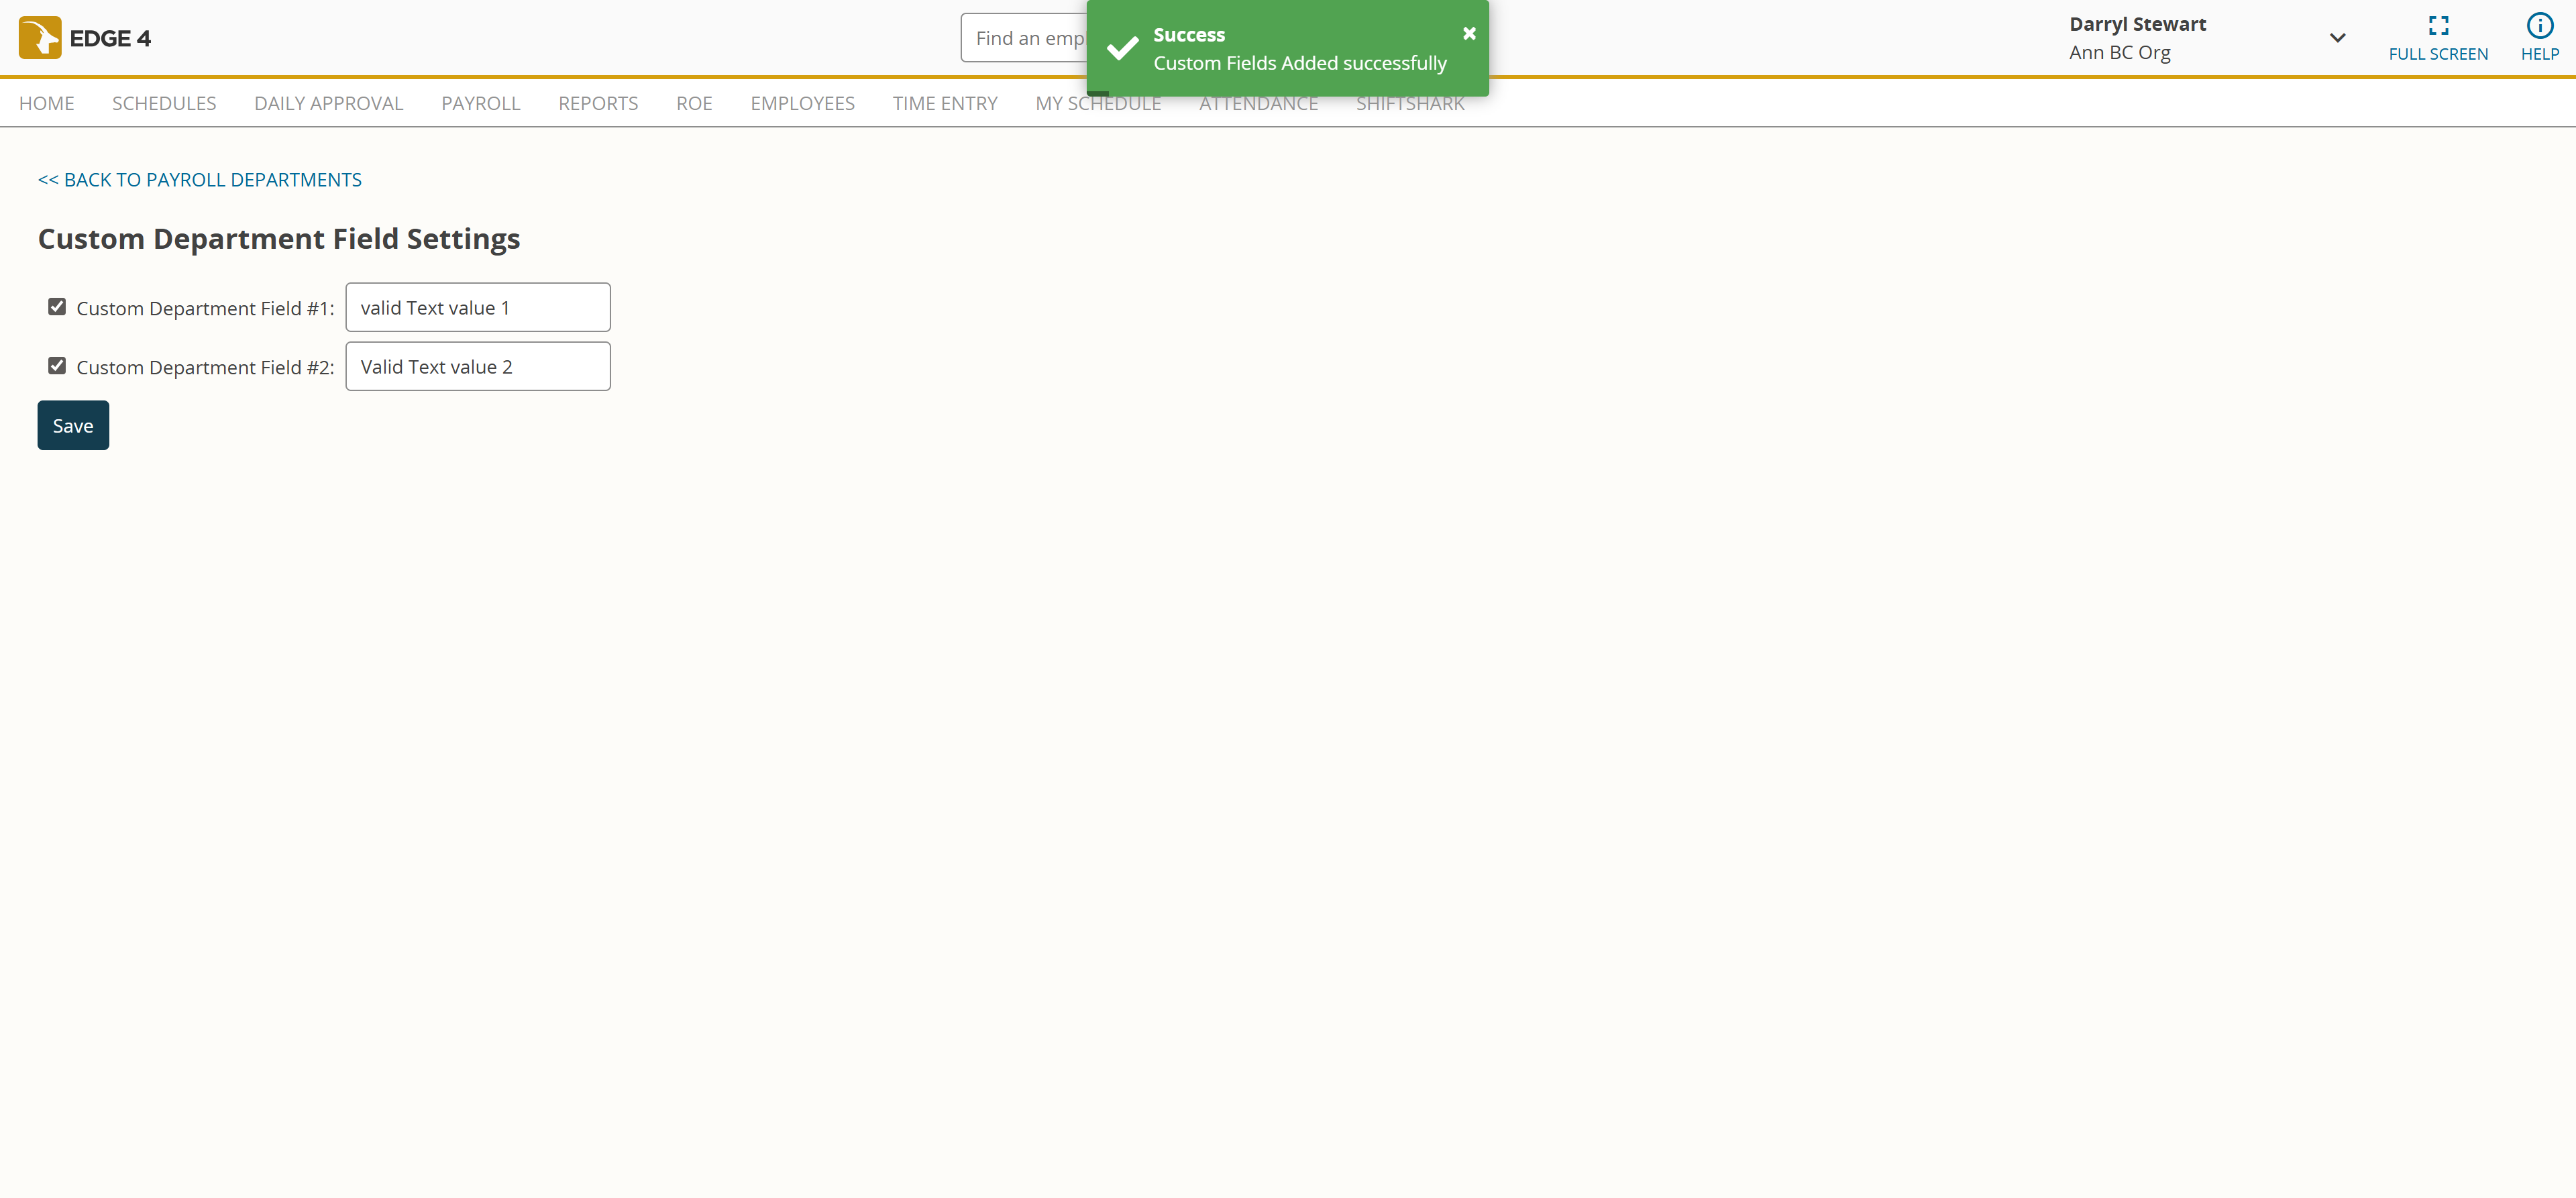 EDGE 4
Find an emp
Success
Custom Fields Added successfully
Darryl Stewart
Ann BC Org
FULL SCREEN
HELP
HOME SCHEDULES DAILY APPROVAL PAYROLL REPORTS ROE EMPLOYEES TIME ENTRY MY SCHEDULE ATTENDANCE SHIFTSHARK
<< BACK TO PAYROLL DEPARTMENTS
Custom Department Field Settings
Custom Department Field #1: valid Text value 1
Custom Department Field #2: Valid Text value 2
Save